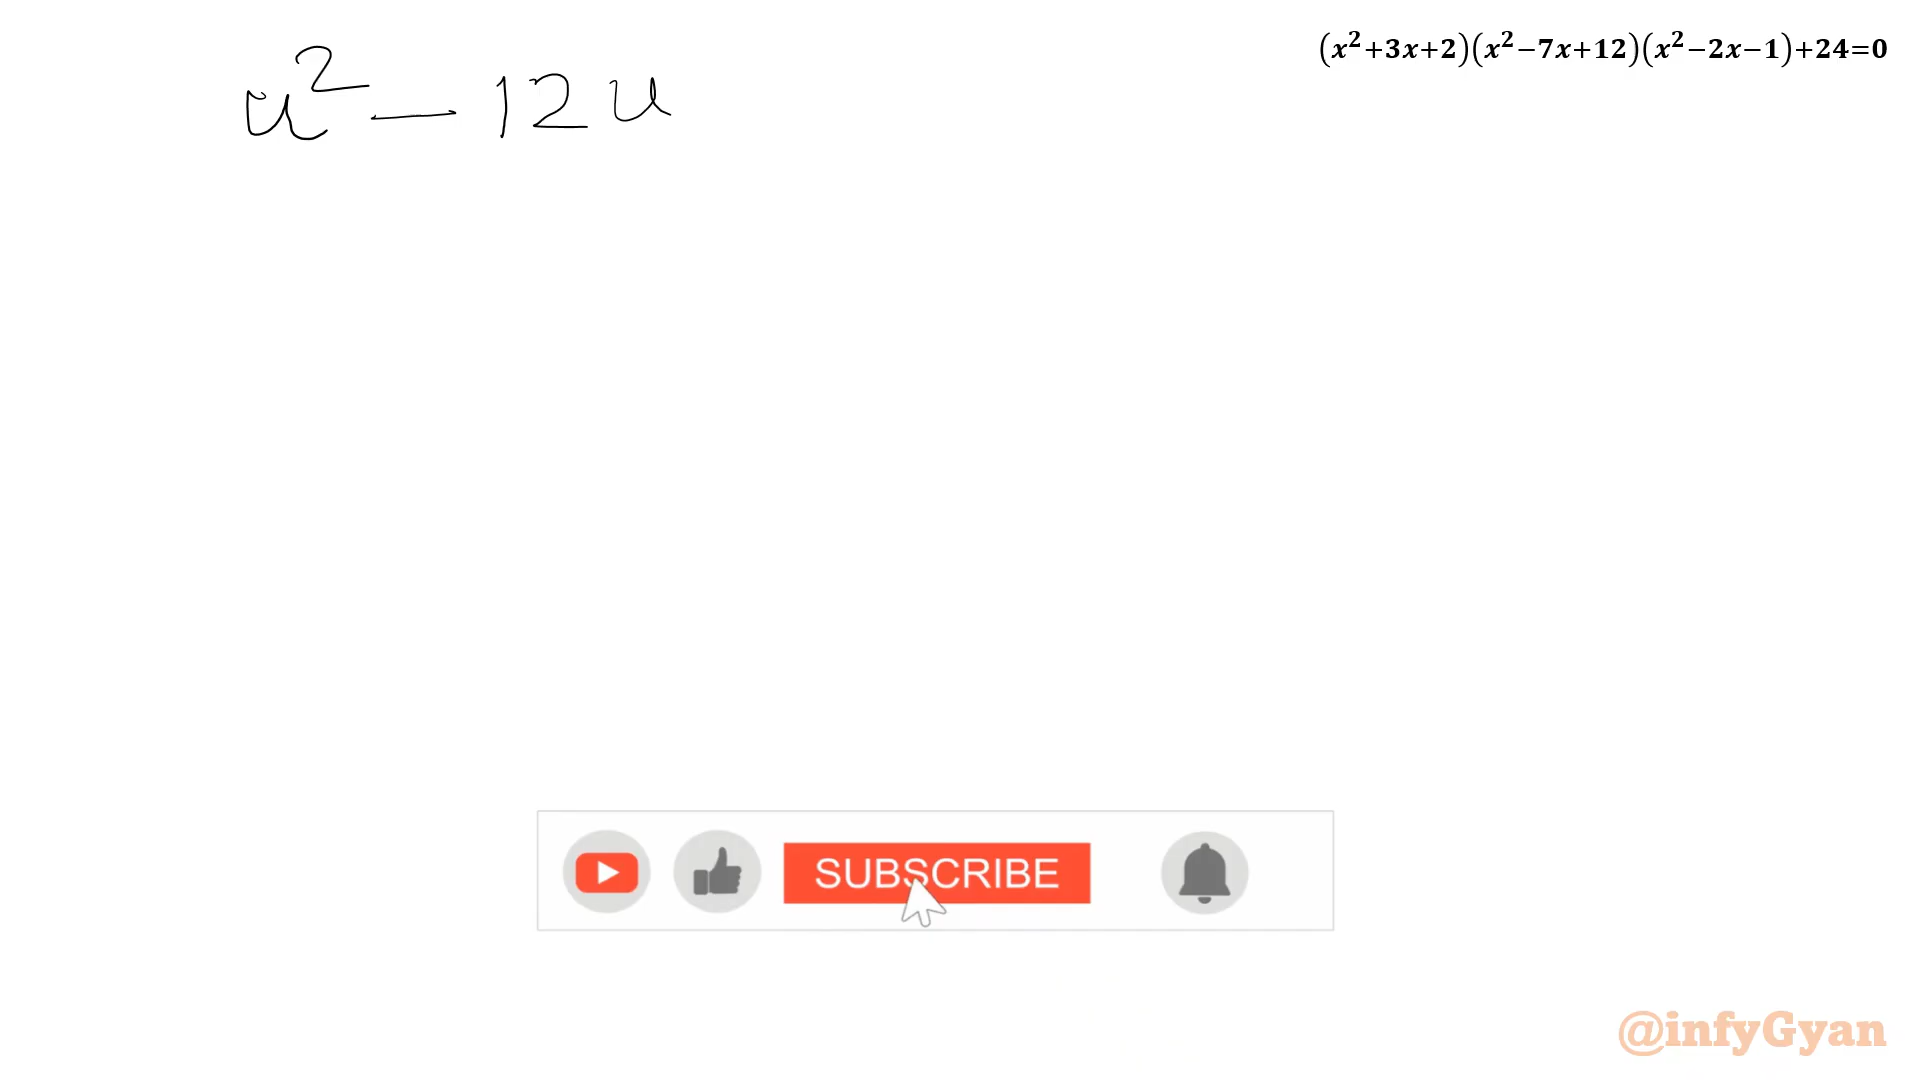 (x²+3x+2)(x²−7x+12)(x²−2x−1)+24=0
u² − 12u
SUBSCRIBE
@infyGyan